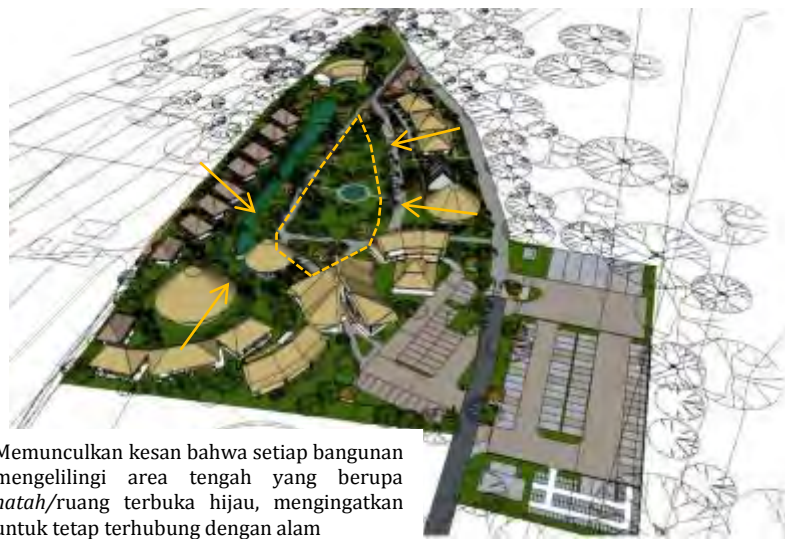 Memunculkan kesan bahwa setiap bangunan
mengelilingi area tengah yang berupa
natah/ruang terbuka hijau, mengingatkan
untuk tetap terhubung dengan alam